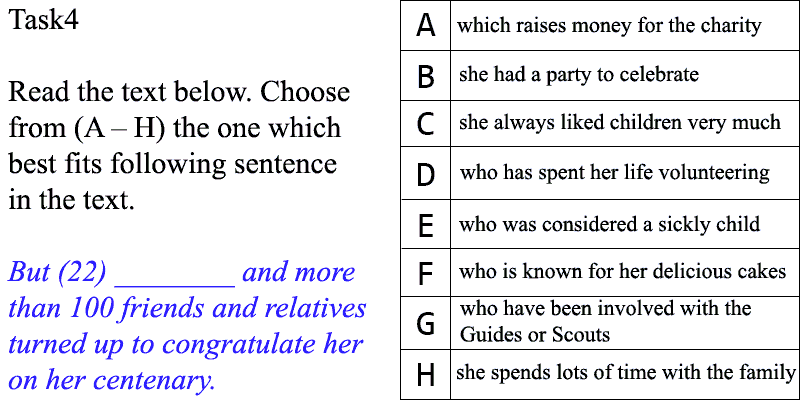 Task4
Read the text below. Choose
from (A – H) the one which
best fits following sentence
in the text.
But (22) ________ and more
than 100 friends and relatives
turned up to congratulate her
on her centenary.
A which raises money for the charity
B she had a party to celebrate
C she always liked children very much
D who has spent her life volunteering
E who was considered a sickly child
F who is known for her delicious cakes
G who have been involved with the
Guides or Scouts
H she spends lots of time with the family